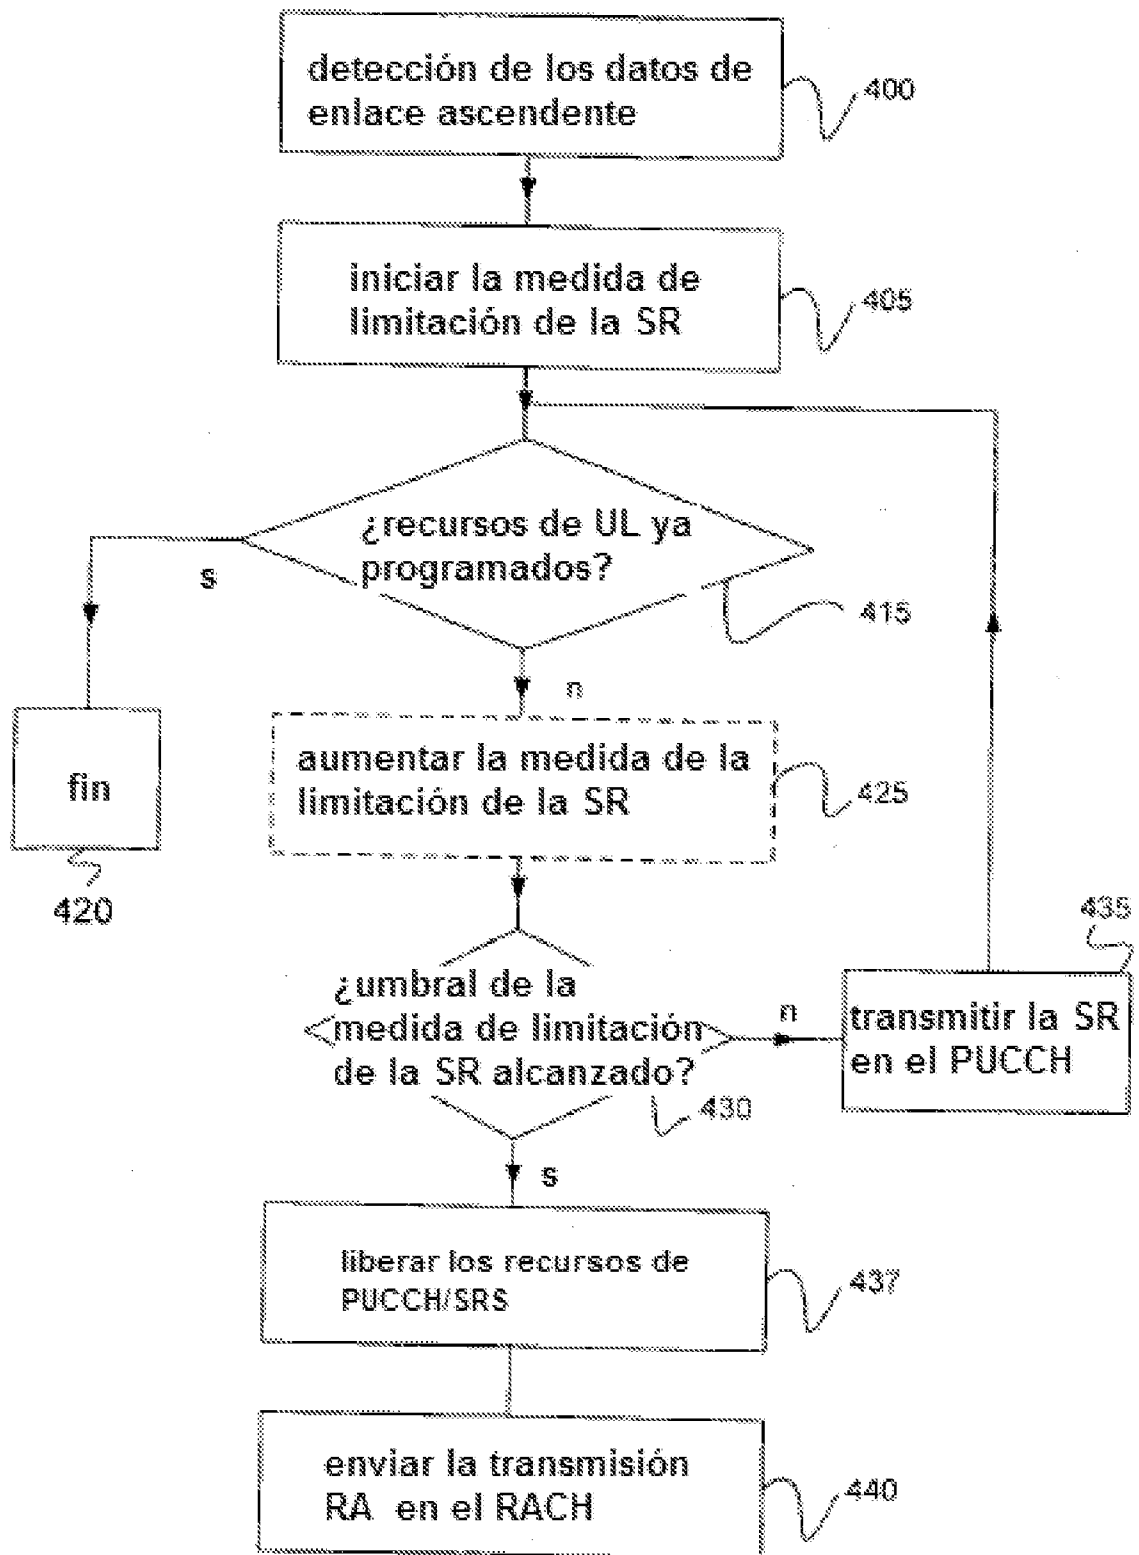 detección de los datos de
enlace ascendente
400
iniciar la medida de
limitación de la SR
405
¿recursos de UL ya
programados?
s
415
n
aumentar la medida de la
limitación de la SR
425
fin
420
435
¿umbral de la
medida de limitación
de la SR alcanzado?
n
transmitir la SR
en el PUCCH
430
s
liberar los recursos de
PUCCH/SRS
437
enviar la transmisión
RA en el RACH
440